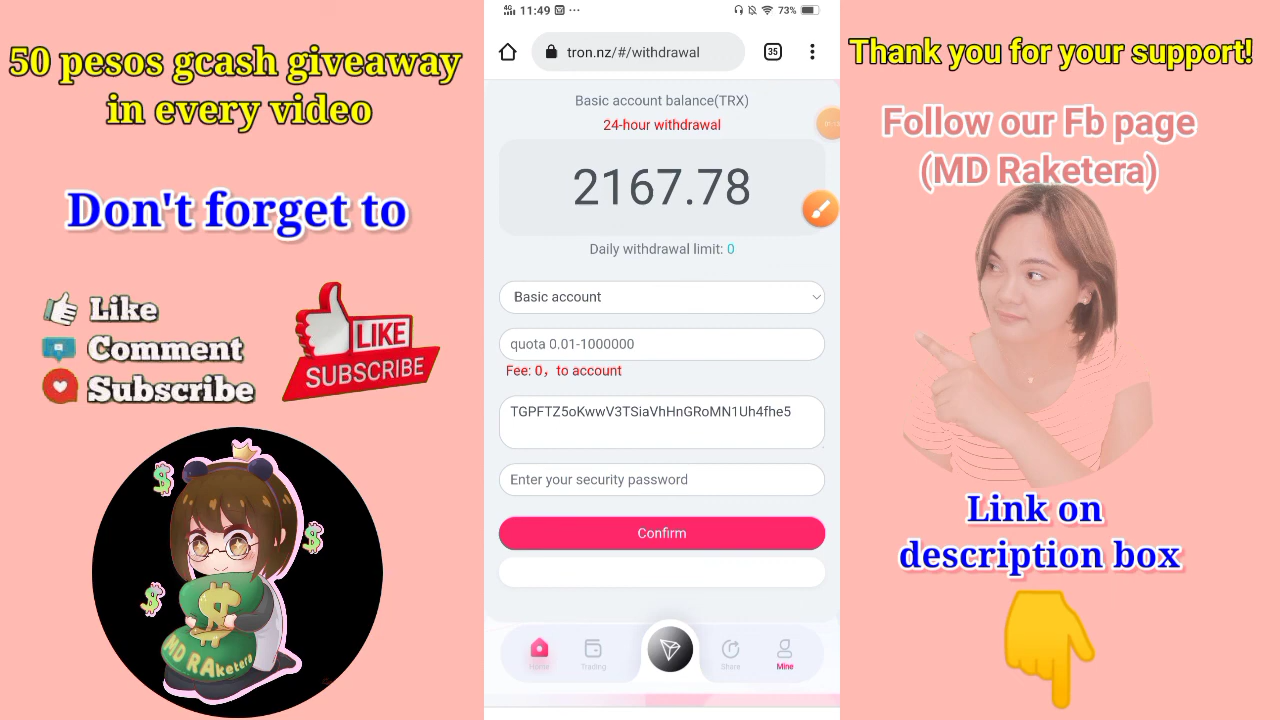 50 pesos gcash giveaway
in every video
Don't forget to
Like
Comment
Subscribe
LIKE
SUBSCRIBE
MD RAketera
4G 11:49 73%
tron.nz/#/withdrawal
35
Basic account balance(TRX)
24-hour withdrawal
2167.78
Daily withdrawal limit: 0
Basic account
quota 0.01-1000000
Fee: 0，to account
TGPFTZ5oKwwV3TSiaVhHnGRoMN1Uh4fhe5
Enter your security password
Confirm
Home
Trading
Share
Mine
Thank you for your support!
Follow our Fb page
(MD Raketera)
Link on
description box